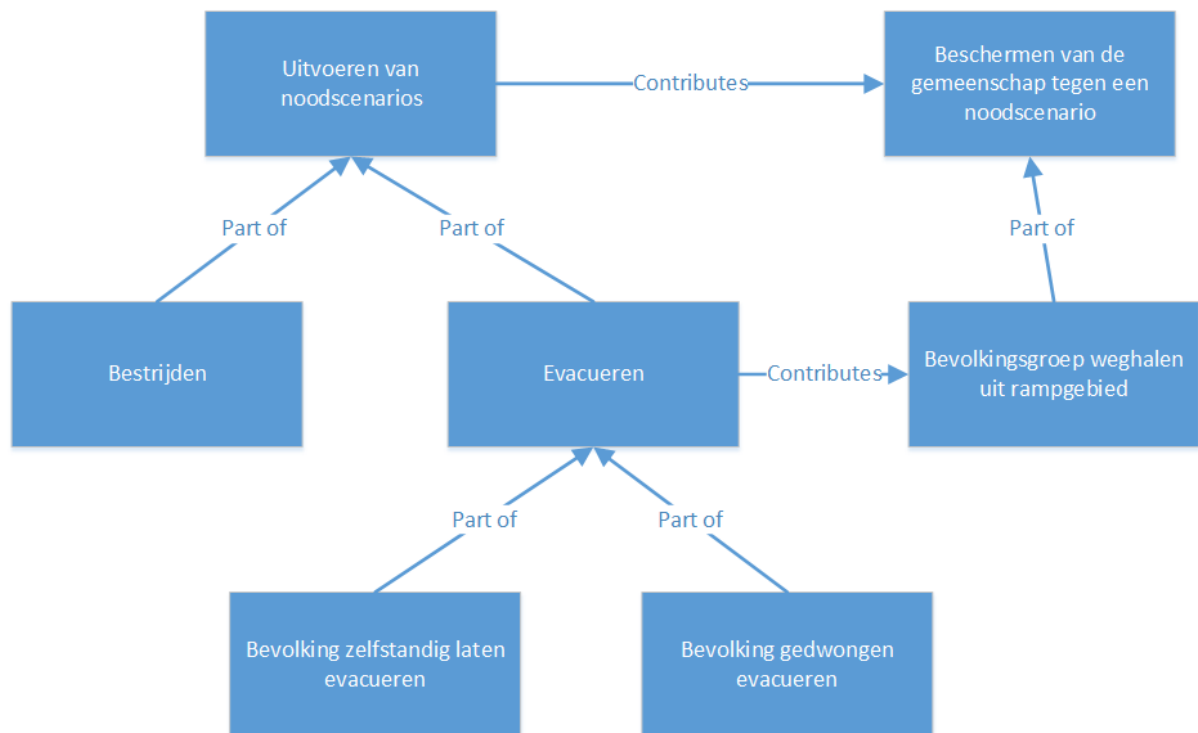 Uitvoeren van
noodscenarios
Contributes
Beschermen van de
gemeenschap tegen een
noodscenario
Part of
Part of
Part of
Bestrijden
Evacueren
Contributes
Bevolkingsgroep weghalen
uit rampgebied
Part of
Part of
Bevolking zelfstandig laten
evacueren
Bevolking gedwongen
evacueren